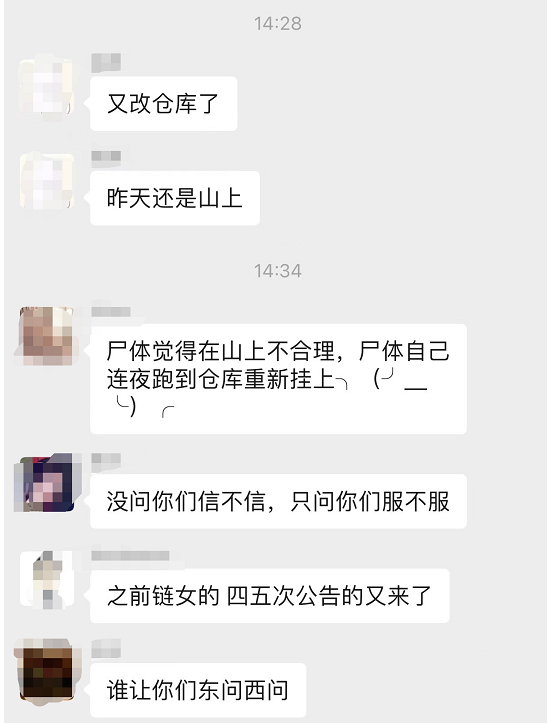 14:28
又改仓库了
昨天还是山上
14:34
尸体觉得在山上不合理，尸体自己
连夜跑到仓库重新挂上╮ （╯＿
╰）╭
没问你们信不信，只问你们服不服
之前链女的 四五次公告的又来了
谁让你们东问西问